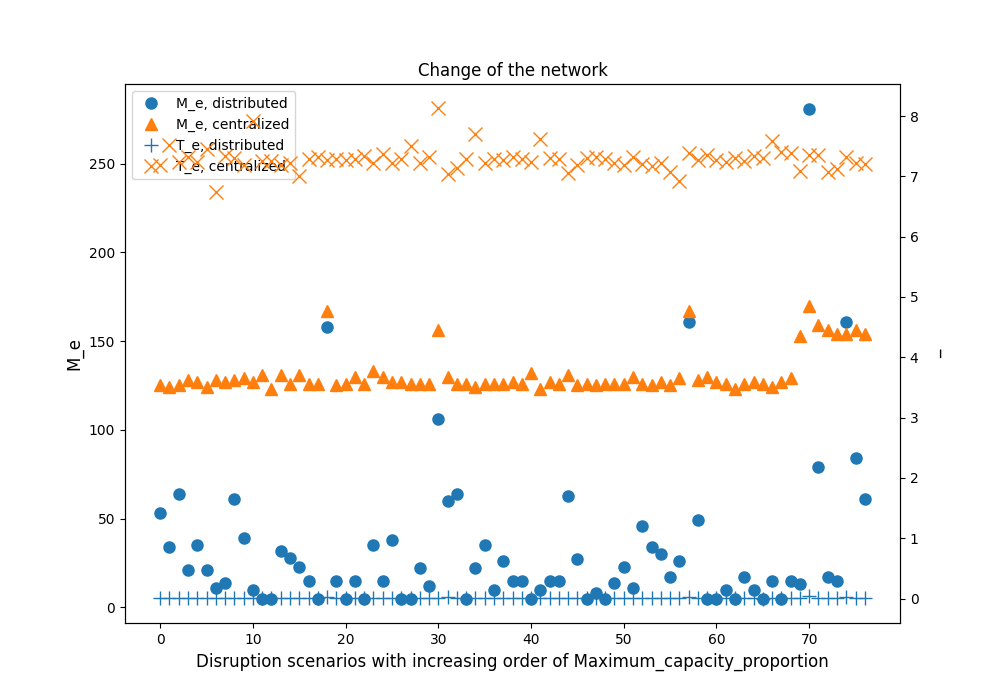 Change of the network
M_e, distributed
M_e, centralized
T_e, distributed
T_e, centralized
M_e
250
200
150
100
50
0
8
7
6
5
4
3
2
1
0
_
0 10 20 30 40 50 60 70
Disruption scenarios with increasing order of Maximum_capacity_proportion